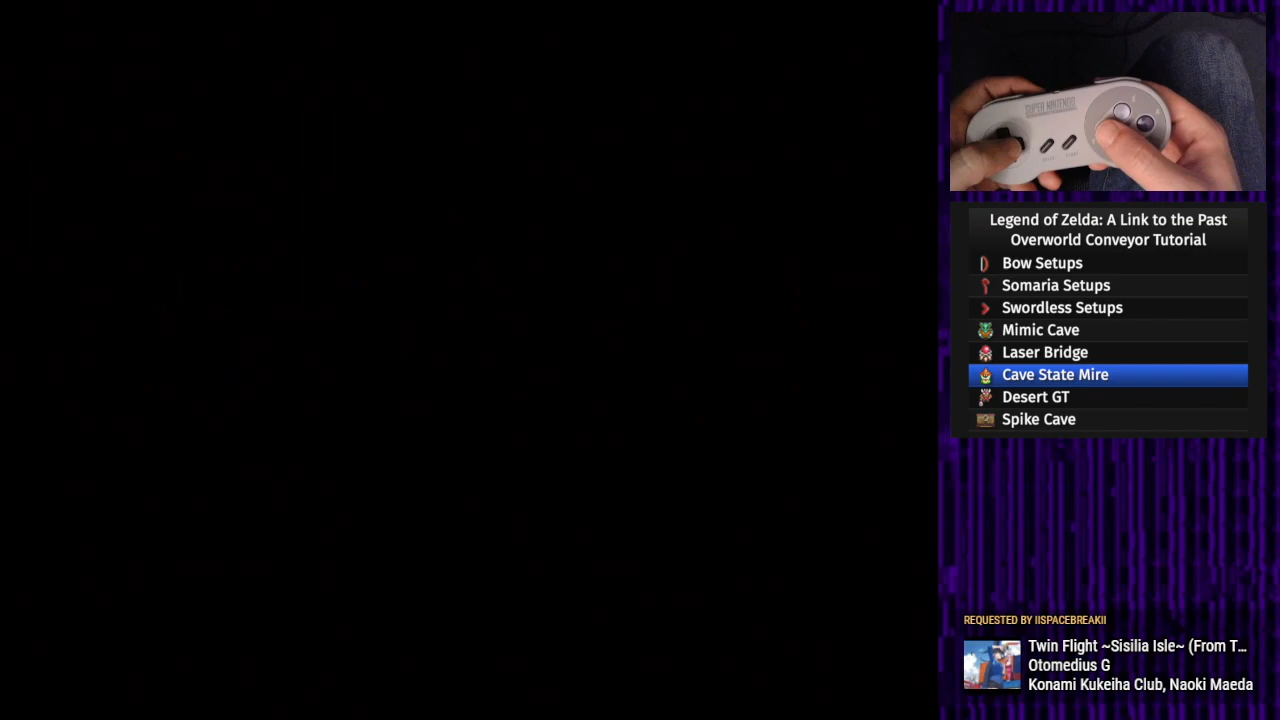 SUPER NINTENDO
Legend of Zelda: A Link to the Past
Overworld Conveyor Tutorial
Bow Setups
Somaria Setups
Swordless Setups
Mimic Cave
Laser Bridge
Cave State Mire
Desert GT
Spike Cave
REQUESTED BY IISPACEBREAKII
Twin Flight ~Sisilia Isle~ (From T...
Otomedius G
Konami Kukeiha Club, Naoki Maeda